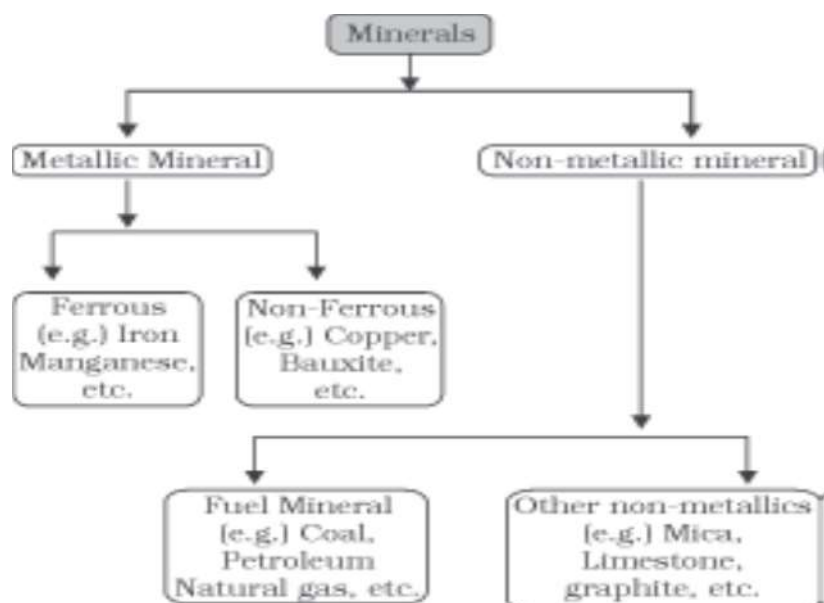 Minerals
Metallic Mineral
Non-metallic mineral
Ferrous
(e.g.) Iron
Manganese,
etc.
Non-Ferrous
(e.g.) Copper,
Bauxite,
etc.
Fuel Mineral
(e.g.) Coal,
Petroleum
Natural gas, etc.
Other non-metallics
(e.g.) Mica,
Limestone,
graphite, etc.